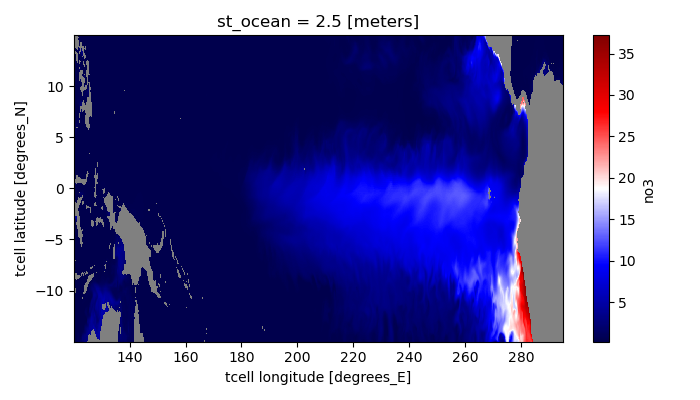 st_ocean = 2.5 [meters]
10
5
0
−5
−10
tcell latitude [degrees_N]
140 160 180 200 220 240 260 280
tcell longitude [degrees_E]
35
30
25
20
15
10
5
no3